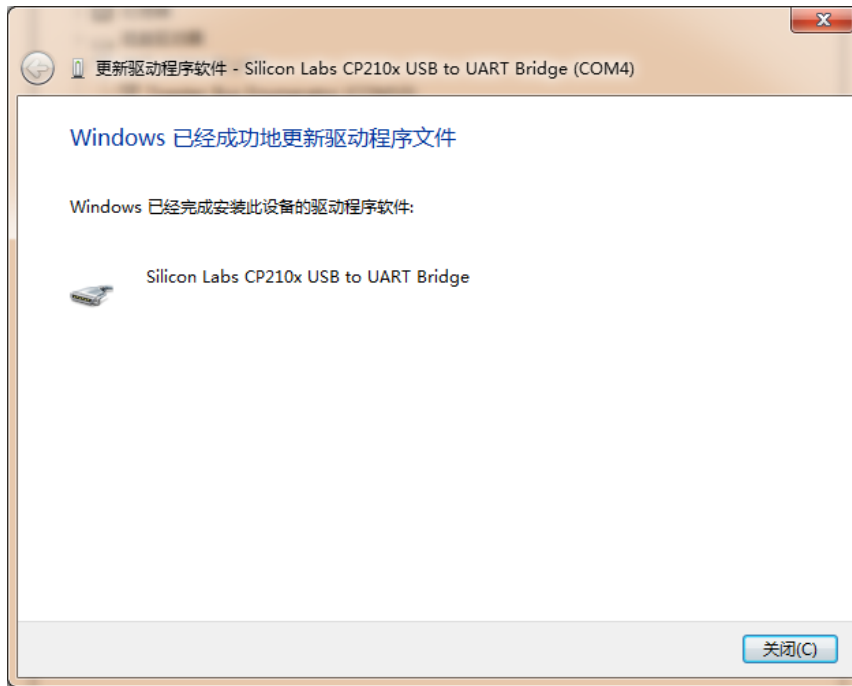 更新驱动程序软件 - Silicon Labs CP210x USB to UART Bridge (COM4)
Windows 已经成功地更新驱动程序文件
Windows 已经完成安装此设备的驱动程序软件:
Silicon Labs CP210x USB to UART Bridge
关闭(C)